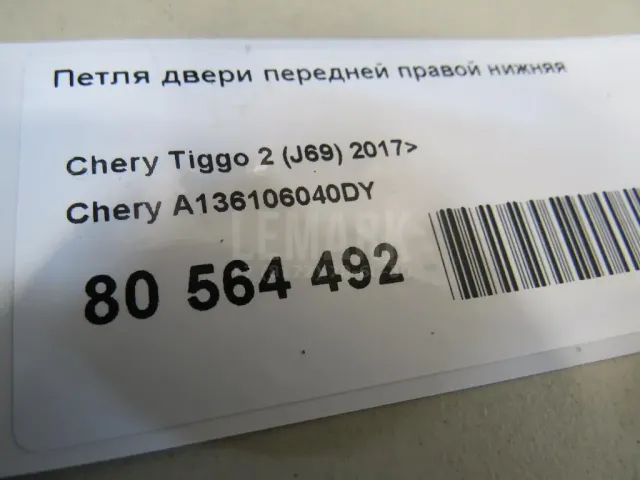 Петля двери передней правой нижняя
Chery Tiggo 2 (J69) 2017>
Chery A136106040DY
LEMARK
80 564 492